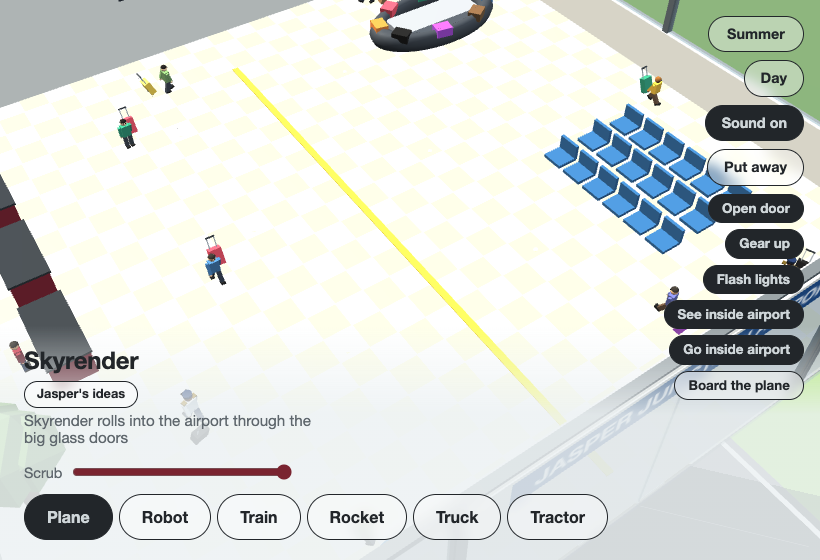 Summer
Day
Sound on
Put away
Open door
Gear up
Flash lights
See inside airport
Go inside airport
Board the plane
JASPER JU
Skyrender
Jasper's ideas
Skyrender rolls into the airport through the
big glass doors
Scrub
Plane
Robot
Train
Rocket
Truck
Tractor